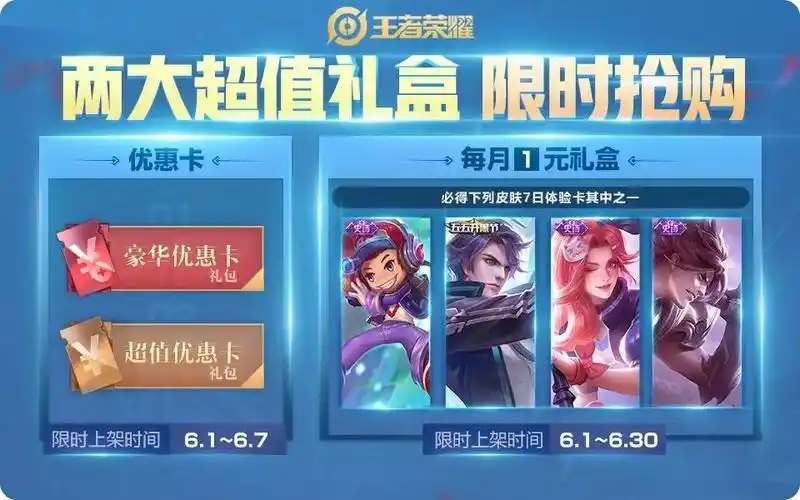 王者荣耀
两大超值礼盒 限时抢购
优惠卡
豪华优惠卡
礼包
超值优惠卡
礼包
限时上架时间 6.1~6.7
每月1元礼盒
必得下列皮肤7日体验卡其中之一
史诗
五五开黑节
史诗
史诗
限时上架时间 6.1~6.30